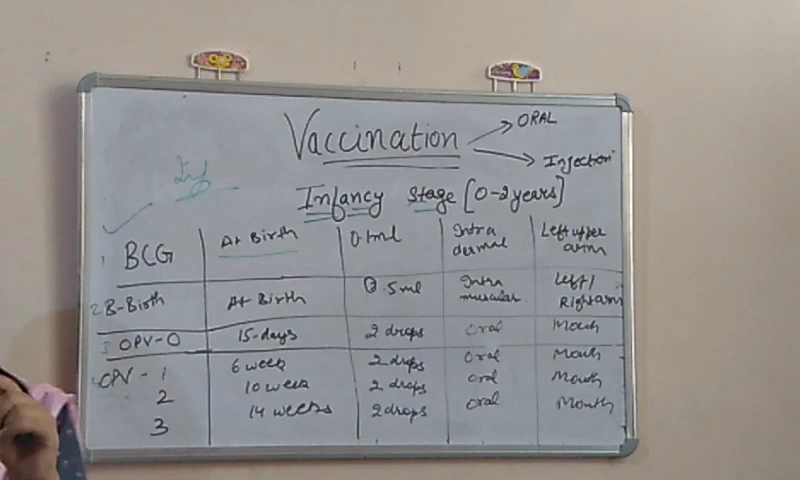 Vaccination
ORAL
Injection
Infancy Stage [0-2 years]
1 BCG At Birth 0.1ml Intra dermal Left upper arm
2 B-Birth At Birth 0.5ml Intra muscular Left/ Right arm
3 OPV-0 15-days 2 drops Oral Mouth
OPV - 1 6 week 2 drops Oral Mouth
2 10 week 2 drops oral Mouth
3 14 weeks 2 drops oral Mouth